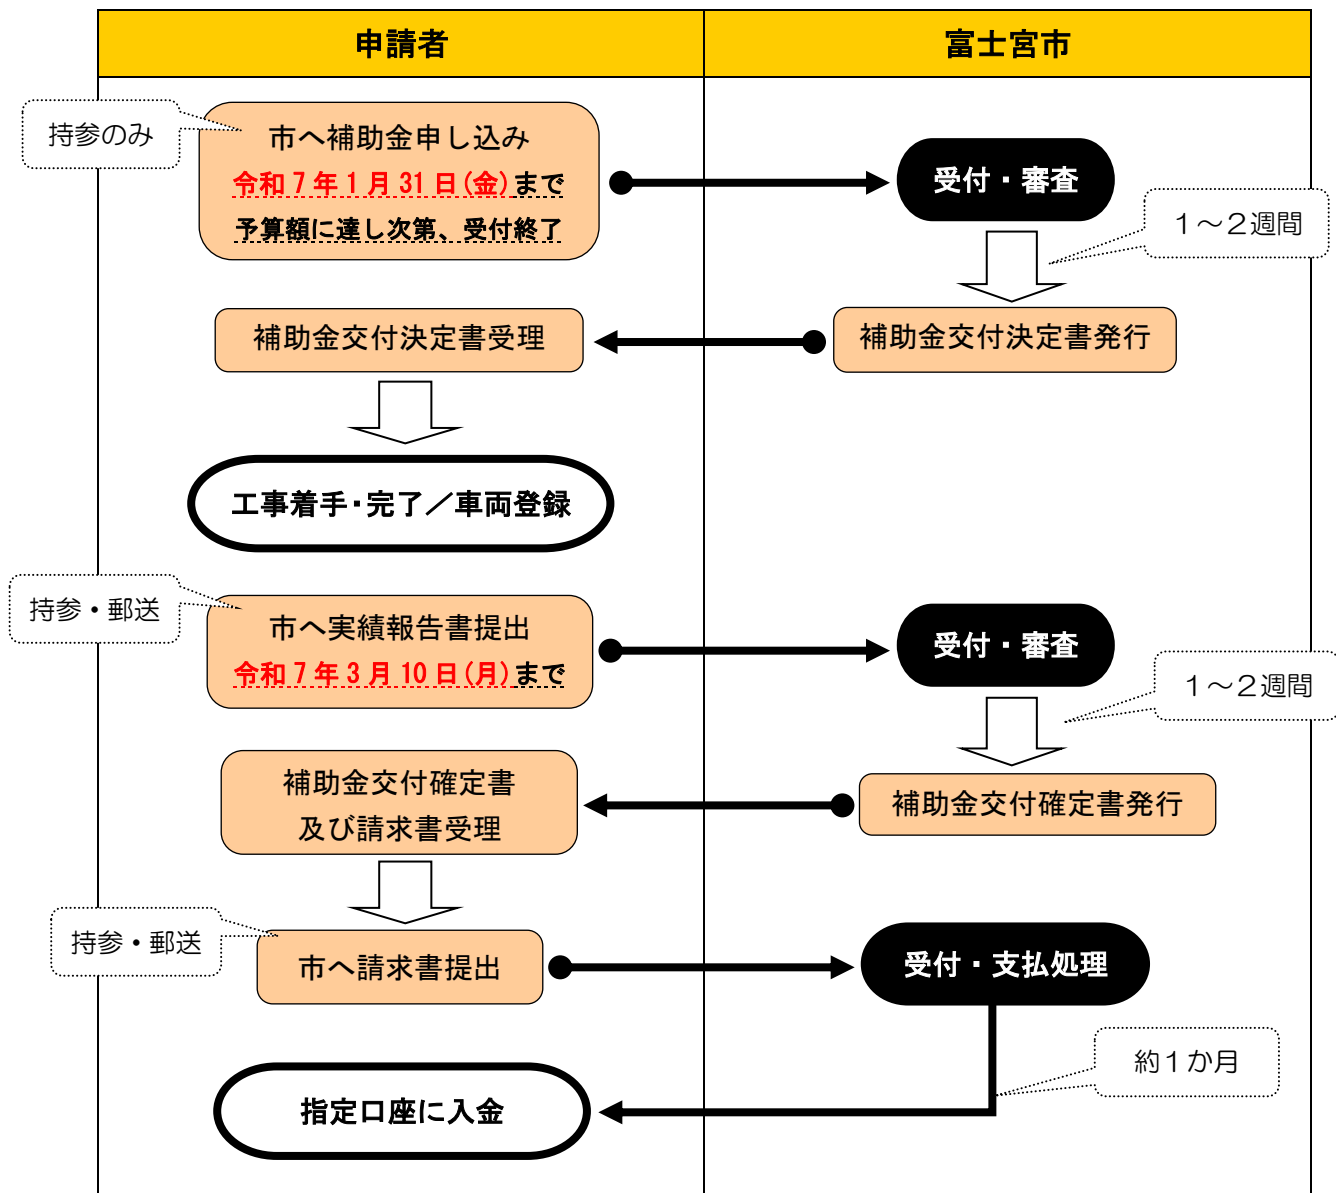 申請者
富士宮市
持参のみ
市へ補助金申し込み
令和7年1月31日(金)まで
予算額に達し次第、受付終了
受付・審査
1～2週間
補助金交付決定書発行
補助金交付決定書受理
工事着手・完了／車両登録
持参・郵送
市へ実績報告書提出
令和7年3月10日(月)まで
受付・審査
1～2週間
補助金交付確定書発行
補助金交付確定書
及び請求書受理
持参・郵送
市へ請求書提出
受付・支払処理
約1か月
指定口座に入金